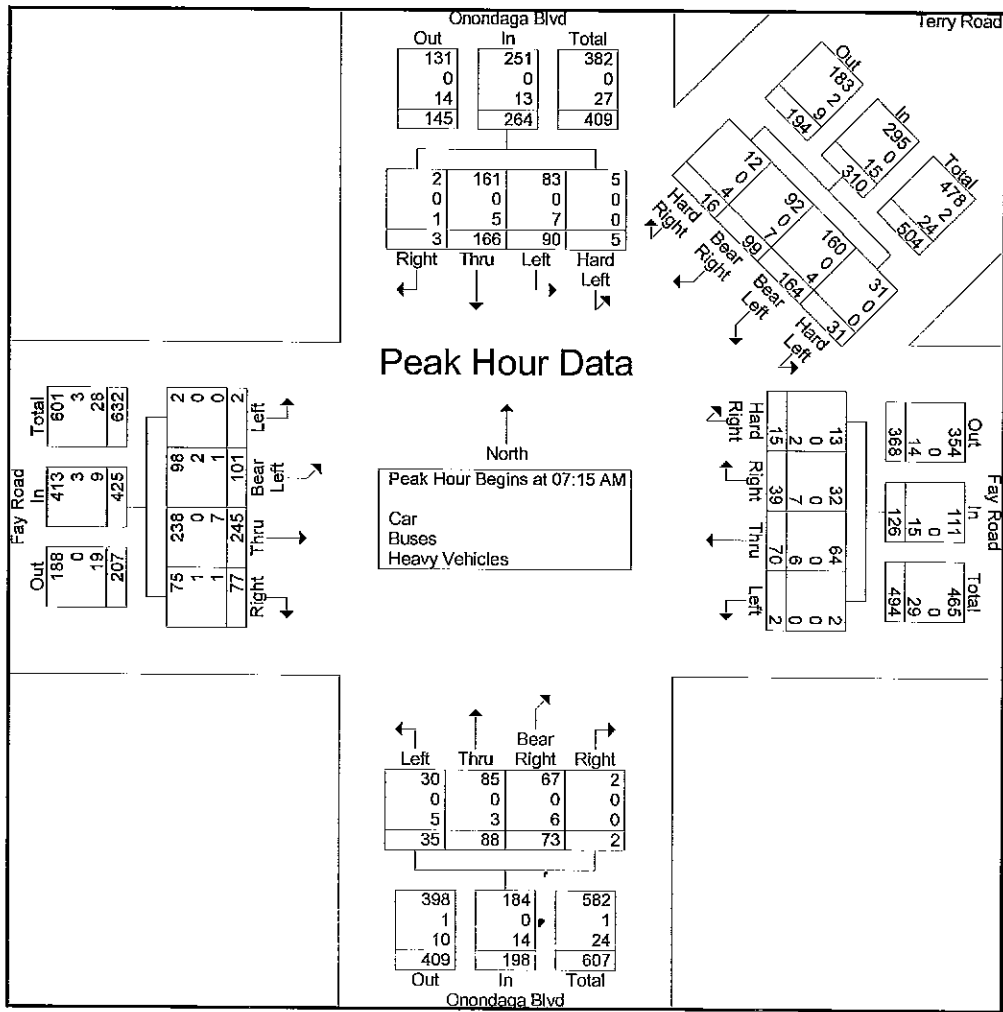 Onondaga Blvd
Out In Total
131 251 382
0 0 0
14 13 27
145 264 409
2 161 83 5
0 0 0 0
1 5 7 0
3 166 90 5
Right Thru Left Hard Left
Terry Road
Out In Total
183 295 478
2 0 2
9 15 24
194 310 504
12 92 160 31
0 0 0 0
4 7 4 0
16 99 164 31
Hard Right Bear Right Bear Left Hard Left
Peak Hour Data
North
Peak Hour Begins at 07:15 AM
Car
Buses
Heavy Vehicles
Fay Road
Total In Out
601 413 188
3 3 0
28 9 19
632 425 207
2 98 238 75
0 2 0 1
0 1 7 1
2 101 245 77
Left Bear Left Thru Right
Fay Road
Out In Total
354 111 465
0 0 0
14 15 29
368 126 494
13 32 64 2
0 0 0 0
2 7 6 0
15 39 70 2
Hard Right Right Thru Left
Left Thru Bear Right Right
30 85 67 2
0 0 0 0
5 3 6 0
35 88 73 2
398 184 582
1 0 1
10 14 24
409 198 607
Out In Total
Onondaga Blvd